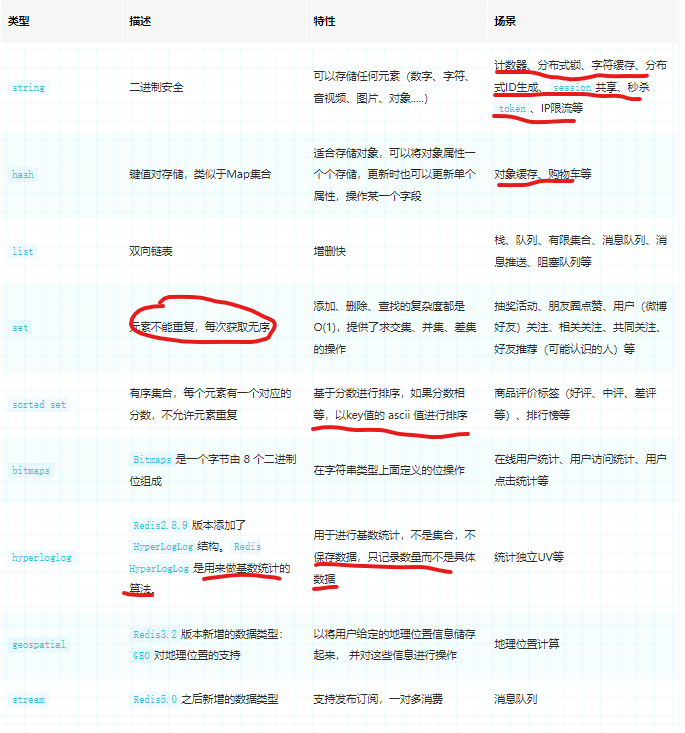 类型 描述 特性 场景
string 二进制安全 可以存储任何元素（数字、字符、
音视频、图片、对象.....）
计数器、分布式锁、字符缓存、分布
式ID生成、 session 共享、秒杀
token 、IP限流等
hash 键值对存储，类似于Map集合
适合存储对象，可以将对象属性一
个个存储，更新时也可以更新单个
属性，操作某一个字段
对象缓存、购物车等
list 双向链表 增删快
栈、队列、有限集合、消息队列、消
息推送、阻塞队列等
set 元素不能重复，每次获取无序
添加、删除、查找的复杂度都是
O(1)，提供了求交集、并集、差集
的操作
抽奖活动、朋友圈点赞、用户（微博
好友）关注、相关关注、共同关注、
好友推荐（可能认识的人）等
sorted set
有序集合，每个元素有一个对应的
分数，不允许元素重复
基于分数进行排序，如果分数相
等，以key值的 ascii 值进行排序
商品评价标签（好评、中评、差评
等）、排行榜等
bitmaps
Bitmaps 是一个字节由 8 个二进制
位组成
在字符串类型上面定义的位操作
在线用户统计、用户访问统计、用户
点击统计等
hyperloglog
Redis2.8.9 版本添加了
HyperLogLog 结构。 Redis
HyperLogLog 是用来做基数统计的
算法。
用于进行基数统计，不是集合，不
保存数据，只记录数量而不是具体
数据
统计独立UV等
geospatial
Redis3.2 版本新增的数据类型：
GEO 对地理位置的支持
以将用户给定的地理位置信息储存
起来， 并对这些信息进行操作
地理位置计算
stream Redis5.0 之后新增的数据类型 支持发布订阅，一对多消费 消息队列